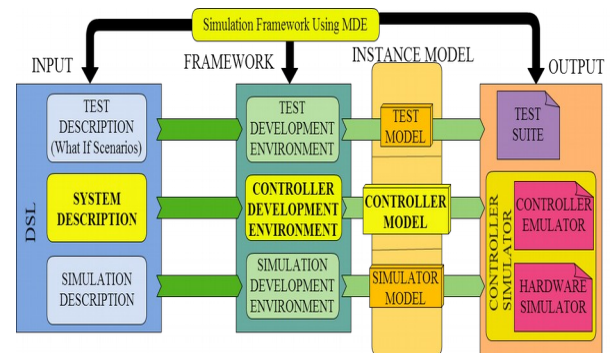 Simulation Framework Using MDE
INPUT
FRAMEWORK
INSTANCE MODEL
OUTPUT
DSL
TEST
DESCRIPTION
(What If Scenarios)
TEST
DEVELOPMENT
ENVIRONMENT
TEST
MODEL
TEST
SUITE
SYSTEM
DESCRIPTION
CONTROLLER
DEVELOPMENT
ENVIRONMENT
CONTROLLER
MODEL
CONTROLLER
SIMULATOR
CONTROLLER
EMULATOR
SIMULATION
DESCRIPTION
SIMULATION
DEVELOPMENT
ENVIRONMENT
SIMULATOR
MODEL
HARDWARE
SIMULATOR